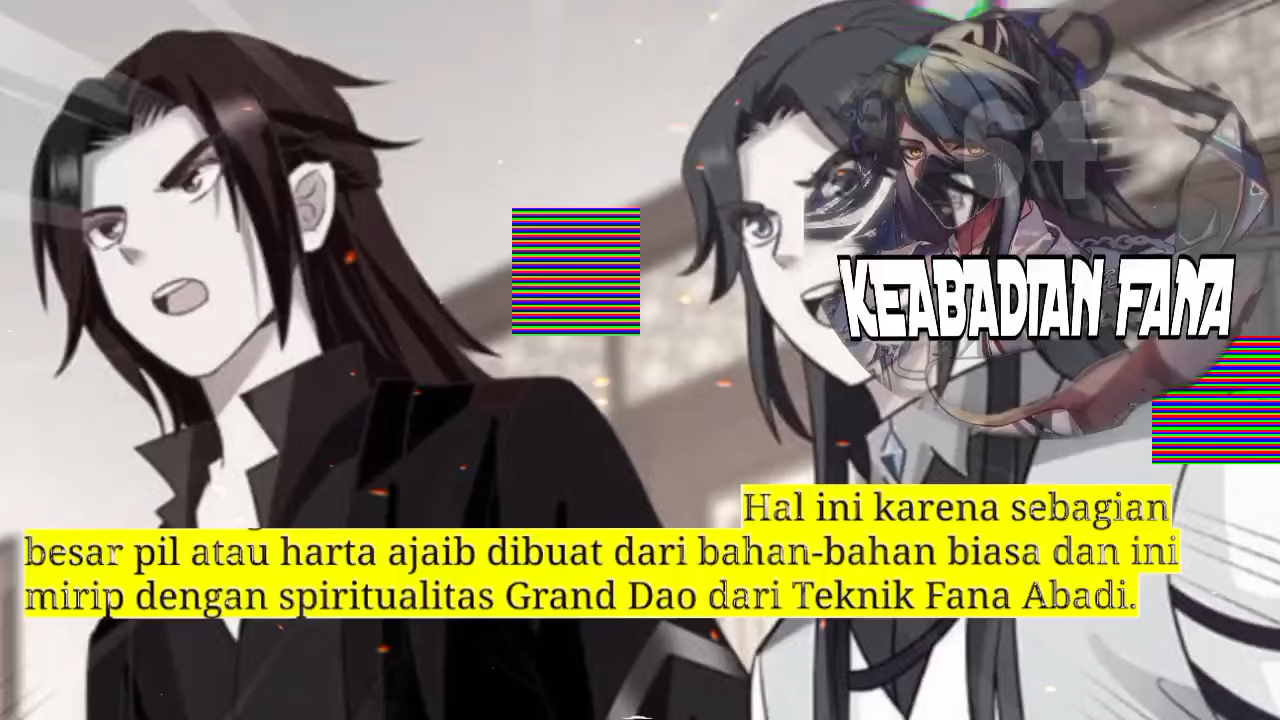 St
KEABADIAN FANA
Hal ini karena sebagian
besar pil atau harta ajaib dibuat dari bahan-bahan biasa dan ini
mirip dengan spiritualitas Grand Dao dari Teknik Fana Abadi.